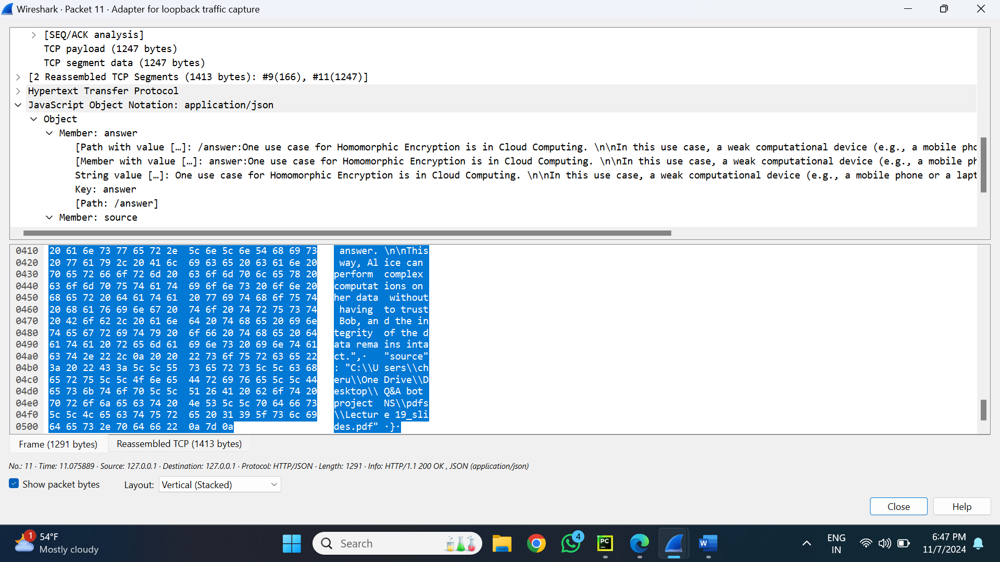 Wireshark · Packet 11 · Adapter for loopback traffic capture
[SEQ/ACK analysis]
TCP payload (1247 bytes)
TCP segment data (1247 bytes)
[2 Reassembled TCP Segments (1413 bytes): #9(166), #11(1247)]
Hypertext Transfer Protocol
JavaScript Object Notation: application/json
Object
Member: answer
[Path with value […]: /answer:One use case for Homomorphic Encryption is in Cloud Computing. \n\nIn this use case, a weak computational device (e.g., a mobile pho
[Member with value […]: answer:One use case for Homomorphic Encryption is in Cloud Computing. \n\nIn this use case, a weak computational device (e.g., a mobile ph
String value […]: One use case for Homomorphic Encryption is in Cloud Computing. \n\nIn this use case, a weak computational device (e.g., a mobile phone or a lapt
Key: answer
[Path: /answer]
Member: source
0410 20 61 6e 73 77 65 72 2e 5c 6e 5c 6e 54 68 69 73 answer. \n\nThis
0420 20 77 61 79 2c 20 41 6c 69 63 65 20 63 61 6e 20 way, Al ice can
0430 70 65 72 66 6f 72 6d 20 63 6f 6d 70 6c 65 78 20 perform complex
0440 63 6f 6d 70 75 74 61 74 69 6f 6e 73 20 6f 6e 20 computat ions on
0450 68 65 72 20 64 61 74 61 20 77 69 74 68 6f 75 74 her data without
0460 20 68 61 76 69 6e 67 20 74 6f 20 74 72 75 73 74 having to trust
0470 20 42 6f 62 2c 20 61 6e 64 20 74 68 65 20 69 6e Bob, an d the in
0480 74 65 67 72 69 74 79 20 6f 66 20 74 68 65 20 64 tegrity of the d
0490 61 74 61 20 72 65 6d 61 69 6e 73 20 69 6e 74 61 ata rema ins inta
04a0 63 74 2e 22 2c 0a 20 20 22 73 6f 75 72 63 65 22 ct.",· "source"
04b0 3a 20 22 43 3a 5c 5c 55 73 65 72 73 5c 5c 63 68 : "C:\\U sers\\ch
04c0 65 72 75 5c 5c 4f 6e 65 44 72 69 76 65 5c 5c 44 eru\\One Drive\\D
04d0 65 73 6b 74 6f 70 5c 5c 51 26 41 20 62 6f 74 20 esktop\\ Q&A bot
04e0 70 72 6f 6a 65 63 74 20 4e 53 5c 5c 70 64 66 73 project NS\\pdfs
04f0 5c 5c 4c 65 63 74 75 72 65 20 31 39 5f 73 6c 69 \\Lectur e 19_sli
0500 64 65 73 2e 70 64 66 22 0a 7d 0a des.pdf" ·}·
Frame (1291 bytes) Reassembled TCP (1413 bytes)
No.: 11 · Time: 11.075889 · Source: 127.0.0.1 · Destination: 127.0.0.1 · Protocol: HTTP/JSON · Length: 1291 · Info: HTTP/1.1 200 OK , JSON (application/json)
Show packet bytes Layout: Vertical (Stacked)
Close Help
1 54°F
Mostly cloudy
Search
4
PC
W
ENG
IN
6:47 PM
11/7/2024